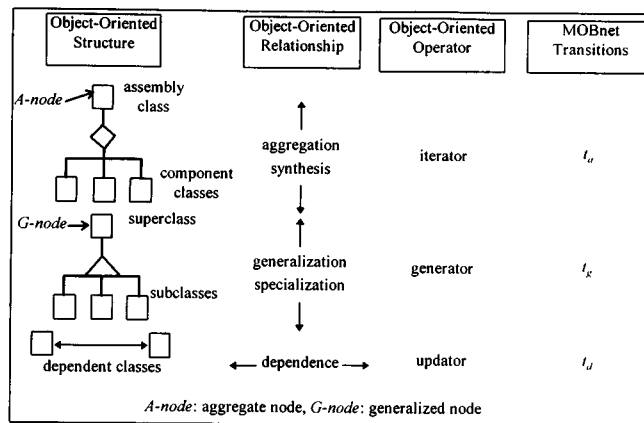 Object-Oriented Structure
Object-Oriented Relationship
Object-Oriented Operator
MOBnet Transitions
A-node
assembly class
component classes
aggregation synthesis
iterator
t_a
G-node
superclass
subclasses
generalization specialization
generator
t_g
dependent classes
dependence
updator
t_d
A-node: aggregate node, G-node: generalized node